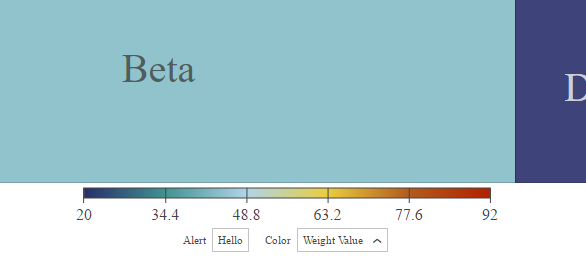 Beta
D
20 34.4 48.8 63.2 77.6 92
Alert Hello Color Weight Value